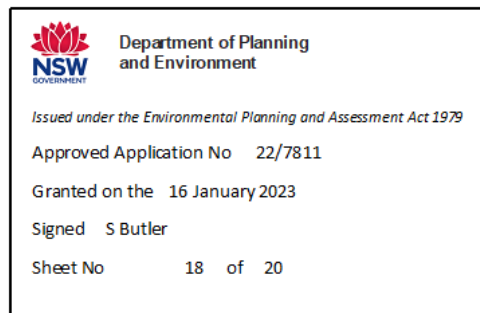 NSW
GOVERNMENT
Department of Planning
and Environment
Issued under the Environmental Planning and Assessment Act 1979
Approved Application No 22/7811
Granted on the 16 January 2023
Signed S Butler
Sheet No 18 of 20